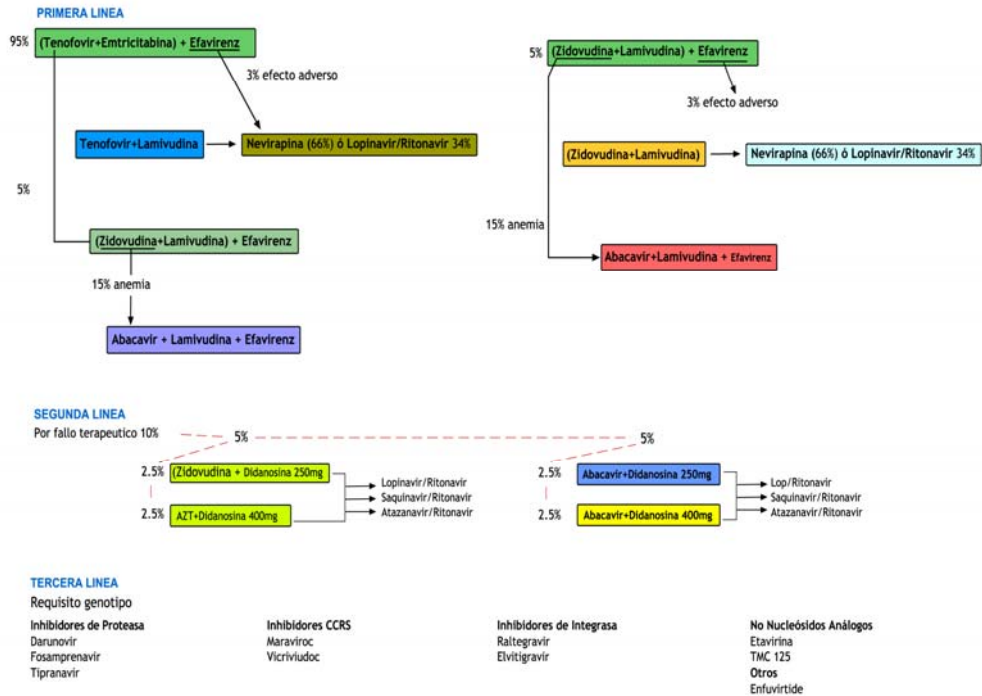 PRIMERA LINEA
95%
(Tenofovir+Emtricitabina) + Efavirenz
3% efecto adverso
Tenofovir+Lamivudina
Nevirapina (66%) ó Lopinavir/Ritonavir 34%
5%
(Zidovudina+Lamivudina) + Efavirenz
15% anemia
Abacavir + Lamivudina + Efavirenz
5%
(Zidovudina+Lamivudina) + Efavirenz
3% efecto adverso
(Zidovudina+Lamivudina)
Nevirapina (66%) ó Lopinavir/Ritonavir 34%
15% anemia
Abacavir+Lamivudina + Efavirenz
SEGUNDA LINEA
Por fallo terapeutico 10%
5%
5%
2.5%
(Zidovudina + Didanosina 250mg
2.5%
AZT+Didanosina 400mg
Lopinavir/Ritonavir
Saquinavir/Ritonavir
Atazanavir/Ritonavir
2.5%
Abacavir+Didanosina 250mg
2.5%
Abacavir+Didanosina 400mg
Lop/Ritonavir
Saquinavir/Ritonavir
Atazanavir/Ritonavir
TERCERA LINEA
Requisito genotipo
Inhibidores de Proteasa
Darunovir
Fosamprenavir
Tipranavir
Inhibidores CCRS
Maraviroc
Vicriviudoc
Inhibidores de Integrasa
Raltegravir
Elvitigravir
No Nucleósidos Análogos
Etavirina
TMC 125
Otros
Enfuvirtide